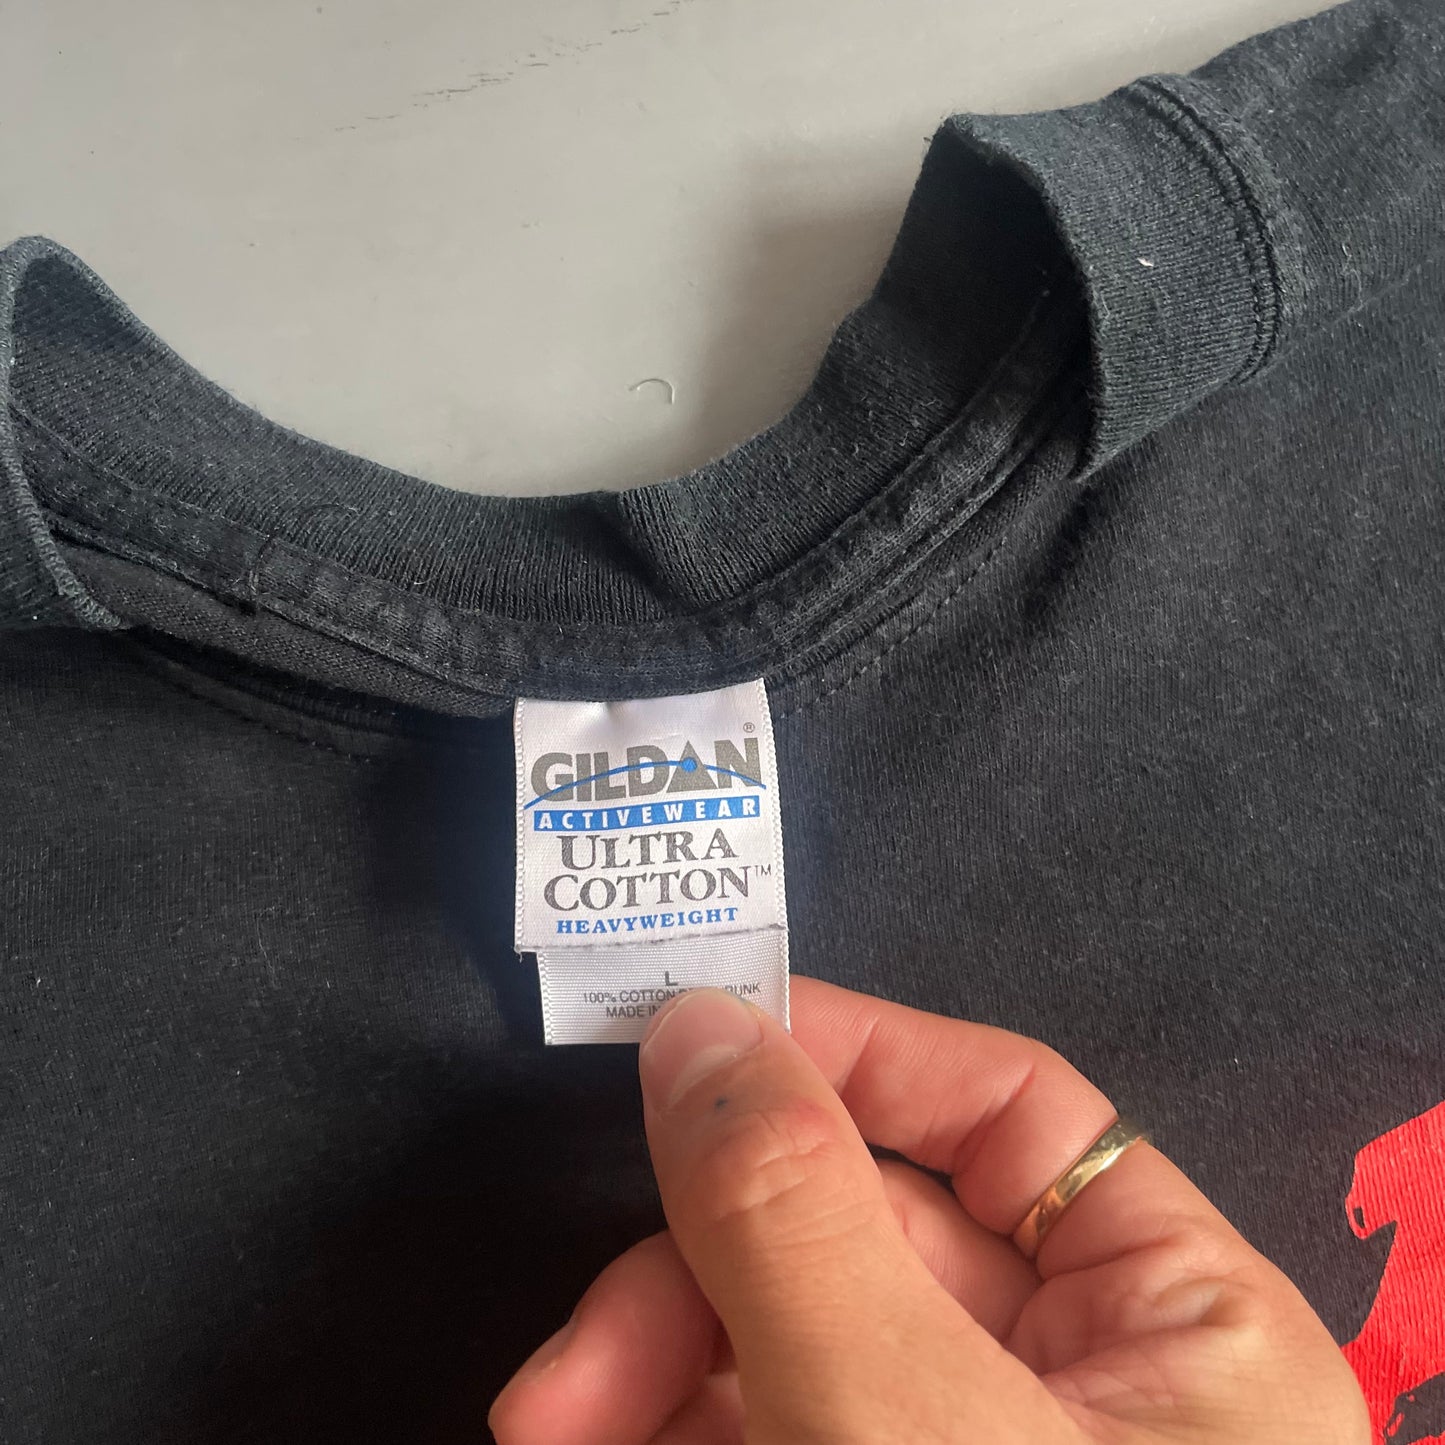 GILDAN®
ACTIVEWEAR
ULTRA
COTTON™
HEAVYWEIGHT
L
100% COTTON
MADE IN